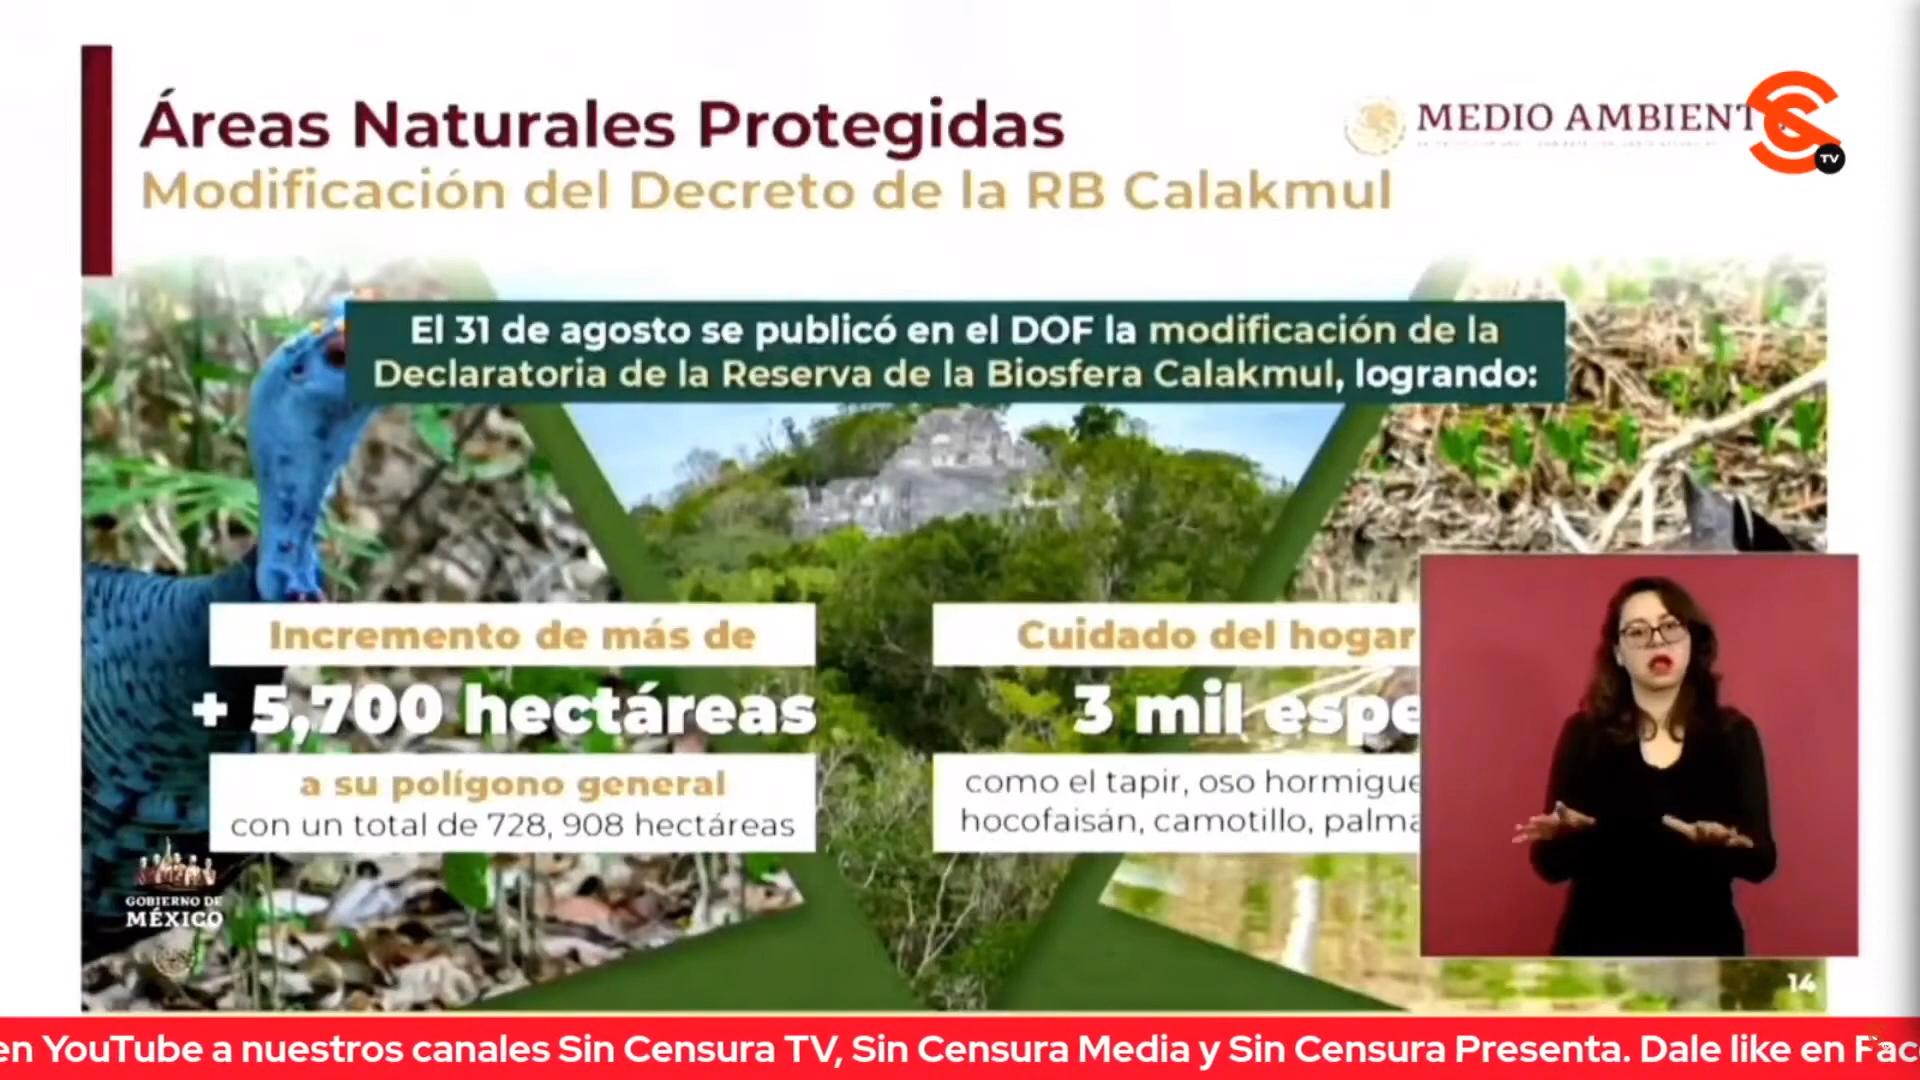 Áreas Naturales Protegidas
Modificación del Decreto de la RB Calakmul
MEDIO AMBIENT
TV
El 31 de agosto se publicó en el DOF la modificación de la
Declaratoria de la Reserva de la Biosfera Calakmul, logrando:
Incremento de más de
+ 5,700 hectáreas
a su polígono general
con un total de 728, 908 hectáreas
Cuidado del hogar
3 mil espe
como el tapir, oso hormigue
hocofaisán, camotillo, palma
GOBIERNO DE
MÉXICO
14
en YouTube a nuestros canales Sin Censura TV, Sin Censura Media y Sin Censura Presenta. Dale like en Fac